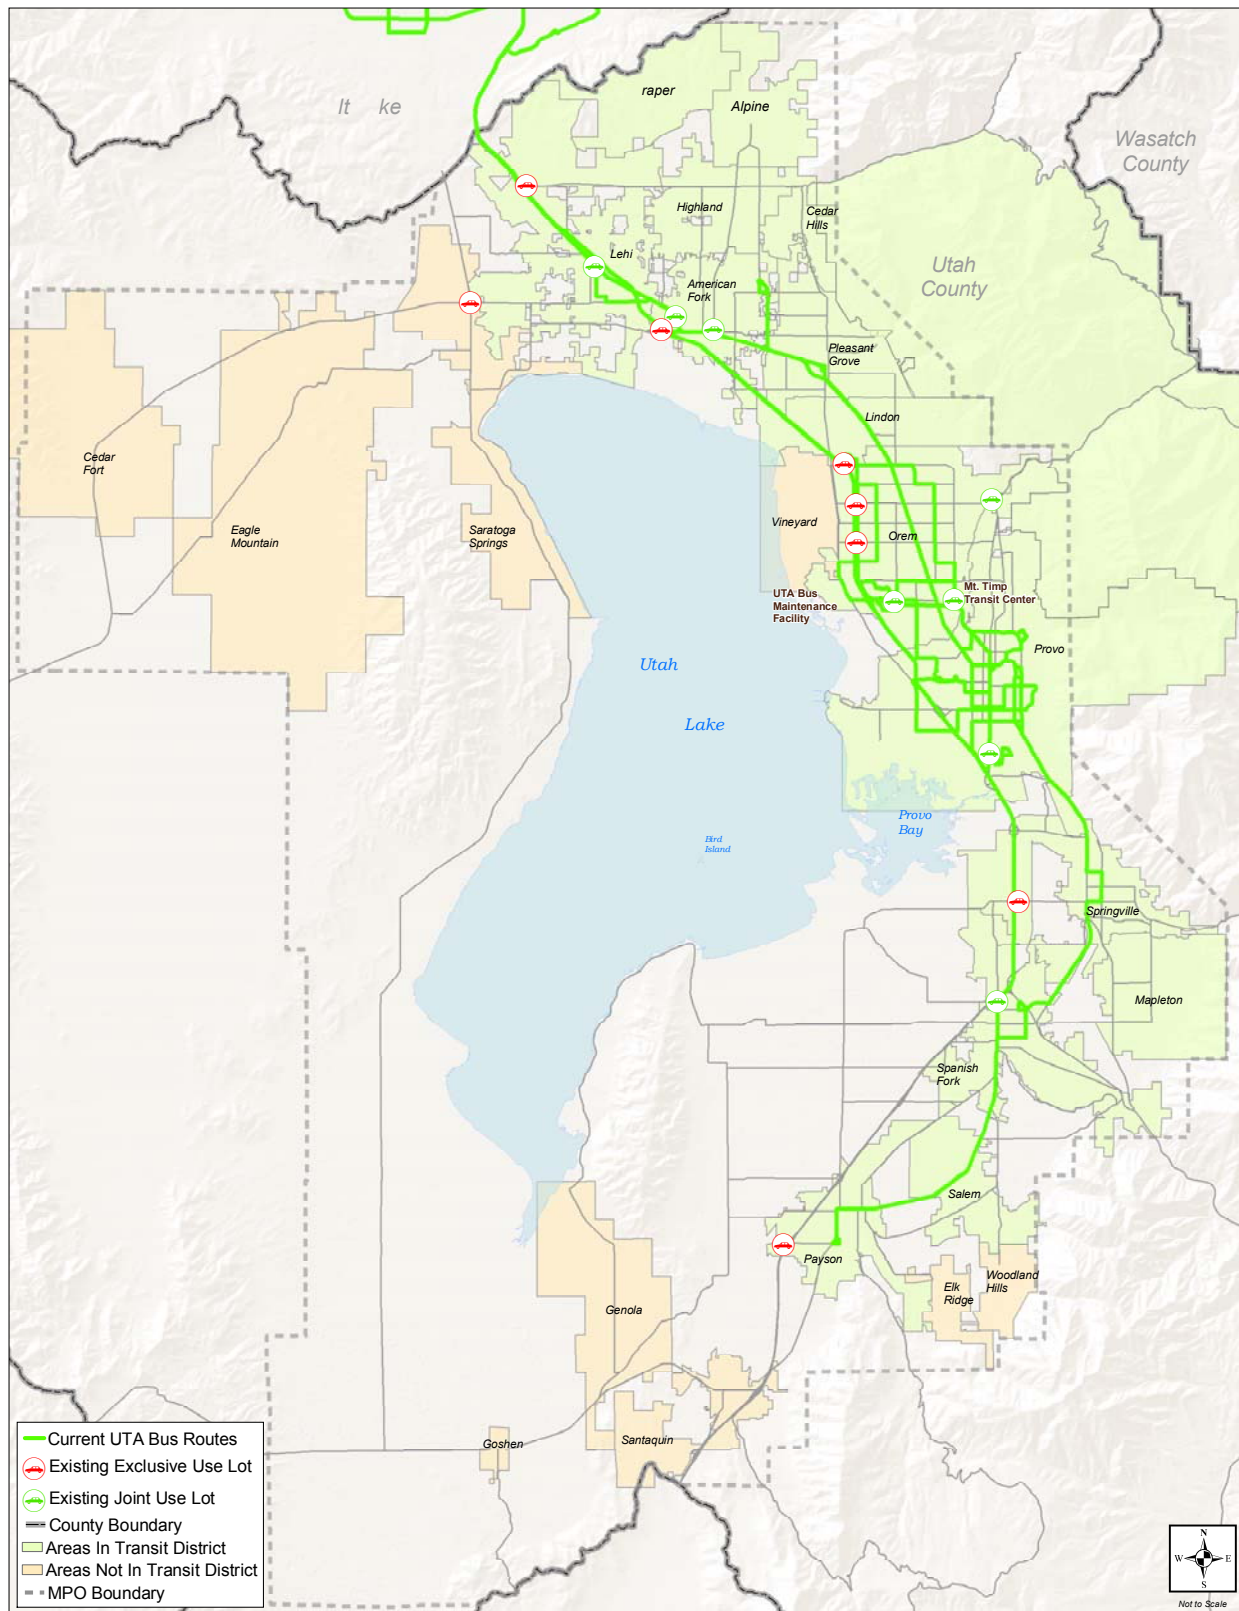 raper
Alpine
It ke
Wasatch
County
Highland
Cedar
Hills
Lehi
Utah
County
American
Fork
Pleasant
Grove
Lindon
Cedar
Fort
Eagle
Mountain
Saratoga
Springs
Vineyard
Orem
UTA Bus
Maintenance
Facility
Mt. Timp
Transit Center
Provo
Utah
Lake
Provo
Bay
Bird
Island
Springville
Mapleton
Spanish
Fork
Salem
Payson
Elk
Ridge
Woodland
Hills
Genola
Goshen
Santaquin
Current UTA Bus Routes
Existing Exclusive Use Lot
Existing Joint Use Lot
County Boundary
Areas In Transit District
Areas Not In Transit District
MPO Boundary
N
W E
S
Not to Scale